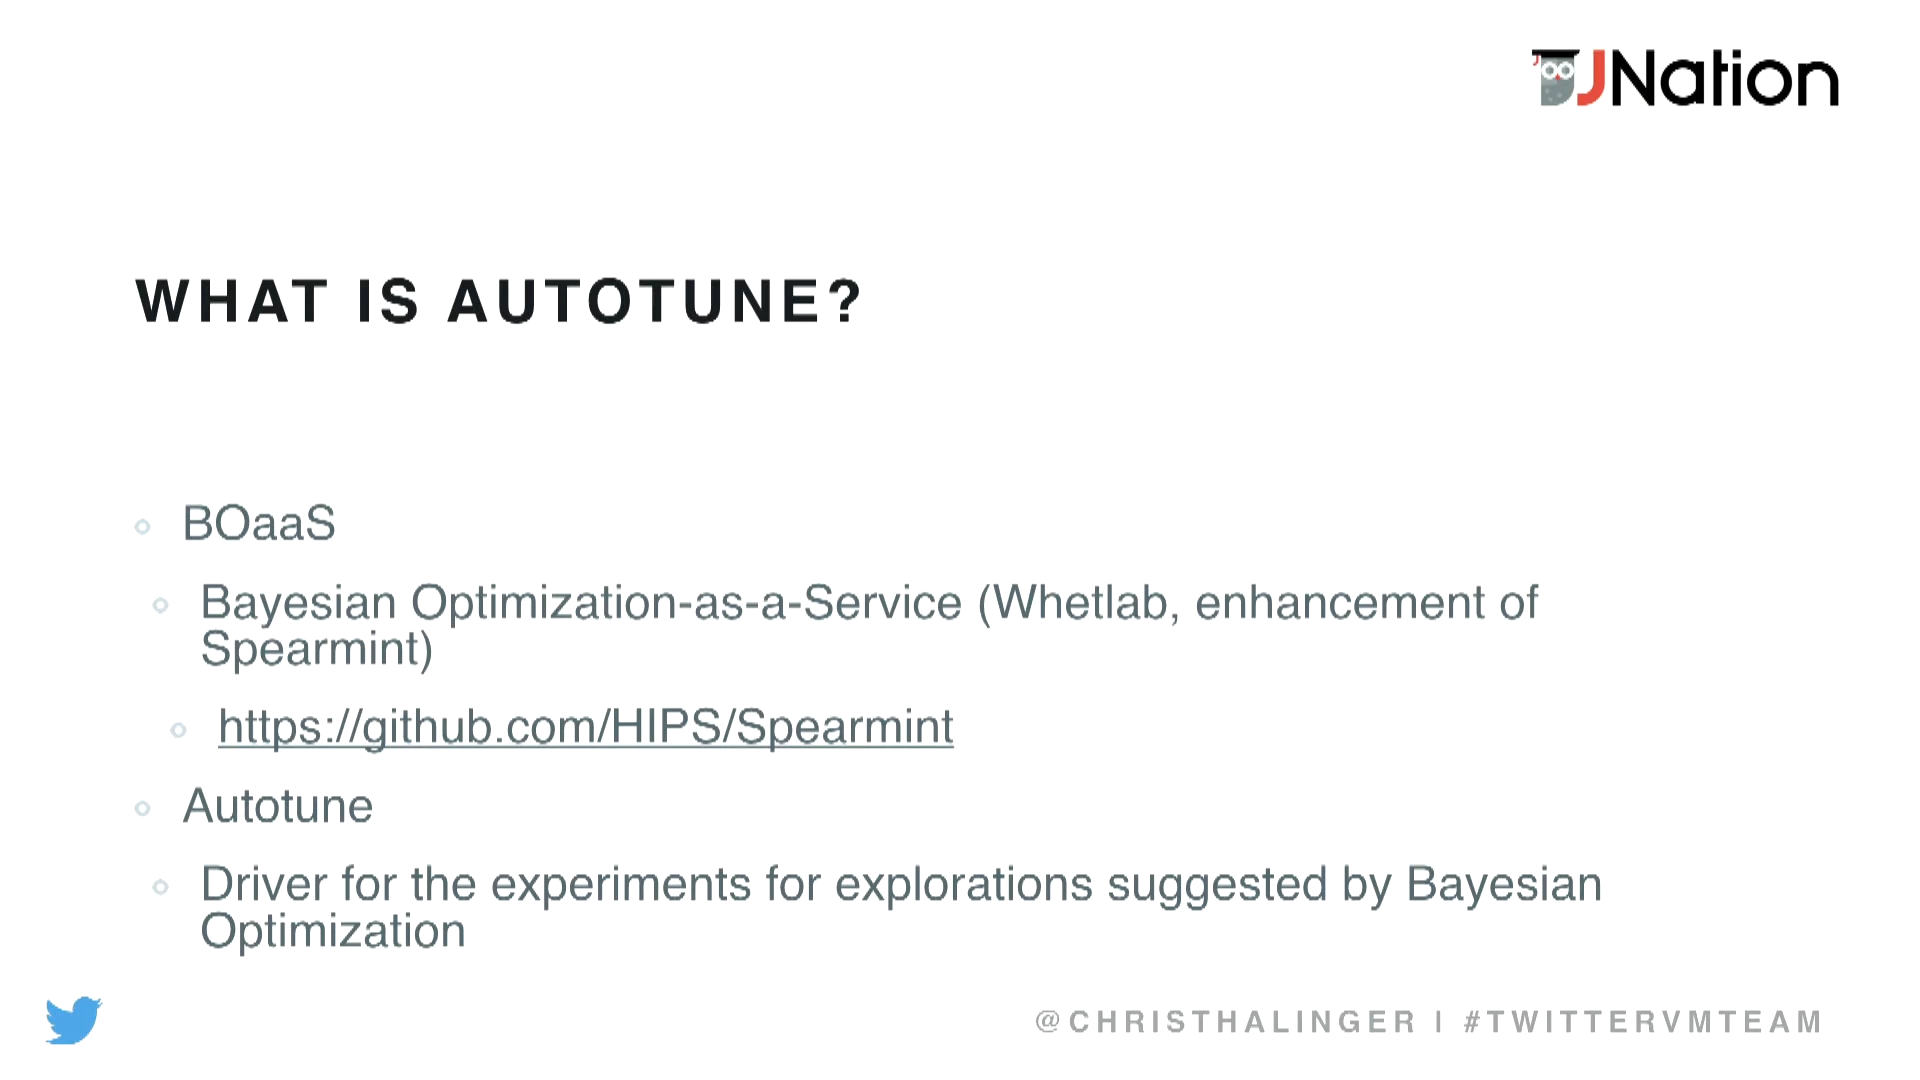 JNation
WHAT IS AUTOTUNE?
BOaaS
Bayesian Optimization-as-a-Service (Whetlab, enhancement of
Spearmint)
https://github.com/HIPS/Spearmint
Autotune
Driver for the experiments for explorations suggested by Bayesian
Optimization
@CHRISTHALINGER | #TWITTERVMTEAM